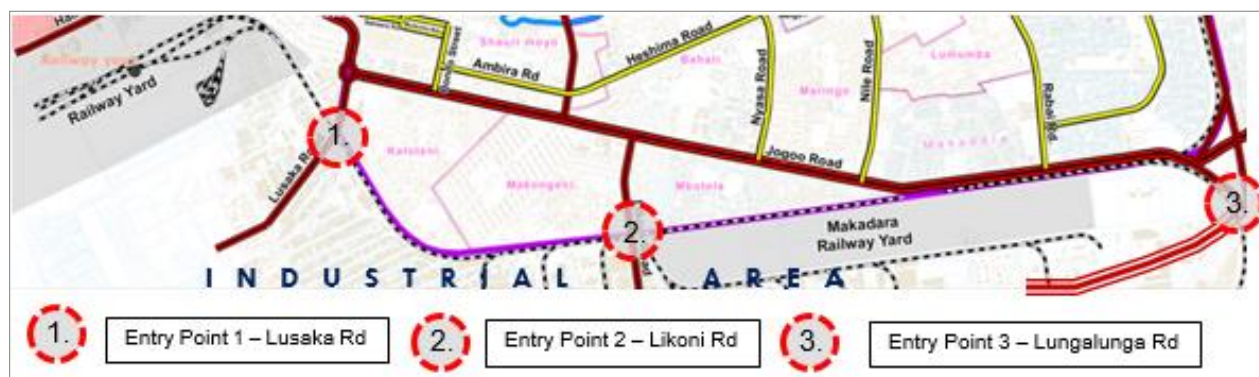 Railway yard
Railway Yard
Lusaka R
1.
Shauri moyo
Ambira Rd
Heshima Road
Bahati
Nyasa Road
Maringo
Nile Road
Lumumba
Rabai Rd.
Makadara
Jogoo Road
Kaloleni
Makongeni
Mbotela
2.
Makadara
Railway Yard
3.
INDUSTRIAL AREA
1.
Entry Point 1 – Lusaka Rd
2.
Entry Point 2 – Likoni Rd
3.
Entry Point 3 – Lungalunga Rd